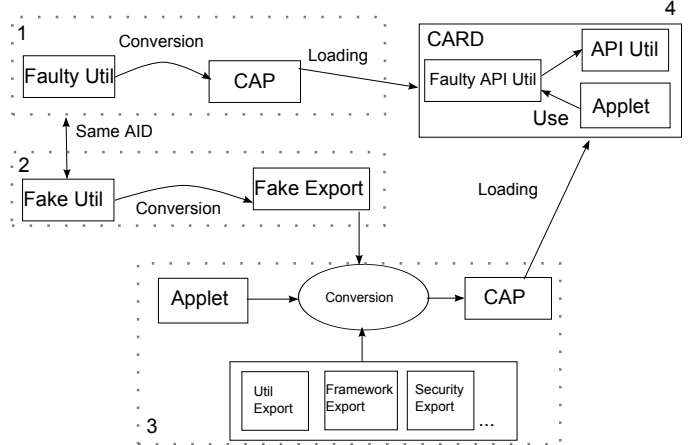 1
Conversion
Faulty Util
CAP
Loading
4
CARD
API Util
Faulty API Util
Use
Applet
Same AID
2
Fake Util
Conversion
Fake Export
Loading
Applet
Conversion
CAP
Util
Export
Framework
Export
Security
Export
...
3